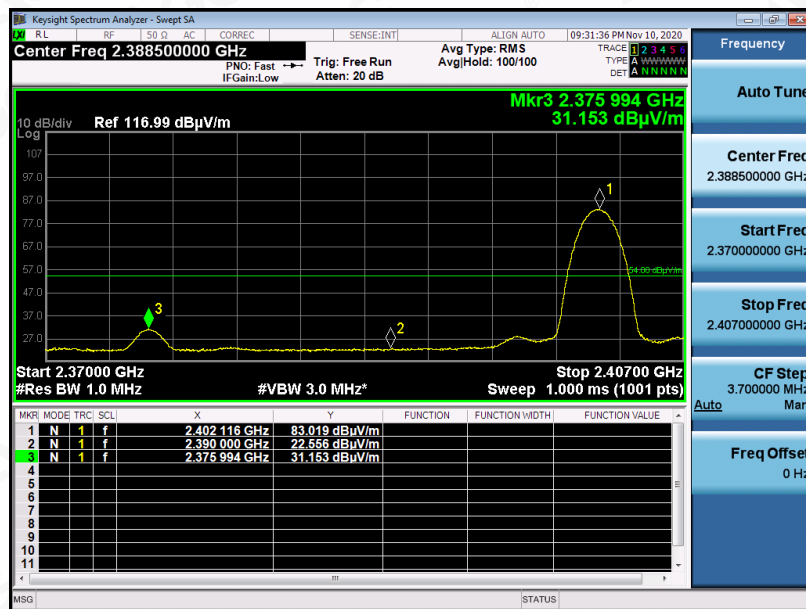 Keysight Spectrum Analyzer - Swept SA
LXI RL RF 50 Ω AC CORREC SENSE:INT ALIGN AUTO 09:31:36 PM Nov 10, 2020
Center Freq 2.388500000 GHz
PNO: Fast
IFGain:Low
Trig: Free Run
Atten: 20 dB
Avg Type: RMS
Avg|Hold: 100/100
TRACE 1 2 3 4 5 6
TYPE A WWWWW
DET A N N N N N
Mkr3 2.375 994 GHz
31.153 dBµV/m
10 dB/div Ref 116.99 dBµV/m
Log
107
97.0
87.0
77.0
67.0
57.0
47.0
37.0
27.0
1
54.00 dBµV/m
3
2
Start 2.37000 GHz Stop 2.40700 GHz
#Res BW 1.0 MHz #VBW 3.0 MHz* Sweep 1.000 ms (1001 pts)
MKR MODE TRC SCL X Y FUNCTION FUNCTION WIDTH FUNCTION VALUE
1 N 1 f 2.402 116 GHz 83.019 dBµV/m
2 N 1 f 2.390 000 GHz 22.556 dBµV/m
3 N 1 f 2.375 994 GHz 31.153 dBµV/m
4
5
6
7
8
9
10
11
MSG STATUS
Frequency
Auto Tune
Center Freq
2.388500000 GHz
Start Freq
2.370000000 GHz
Stop Freq
2.407000000 GHz
CF Step
3.700000 MHz
Auto Man
Freq Offset
0 Hz